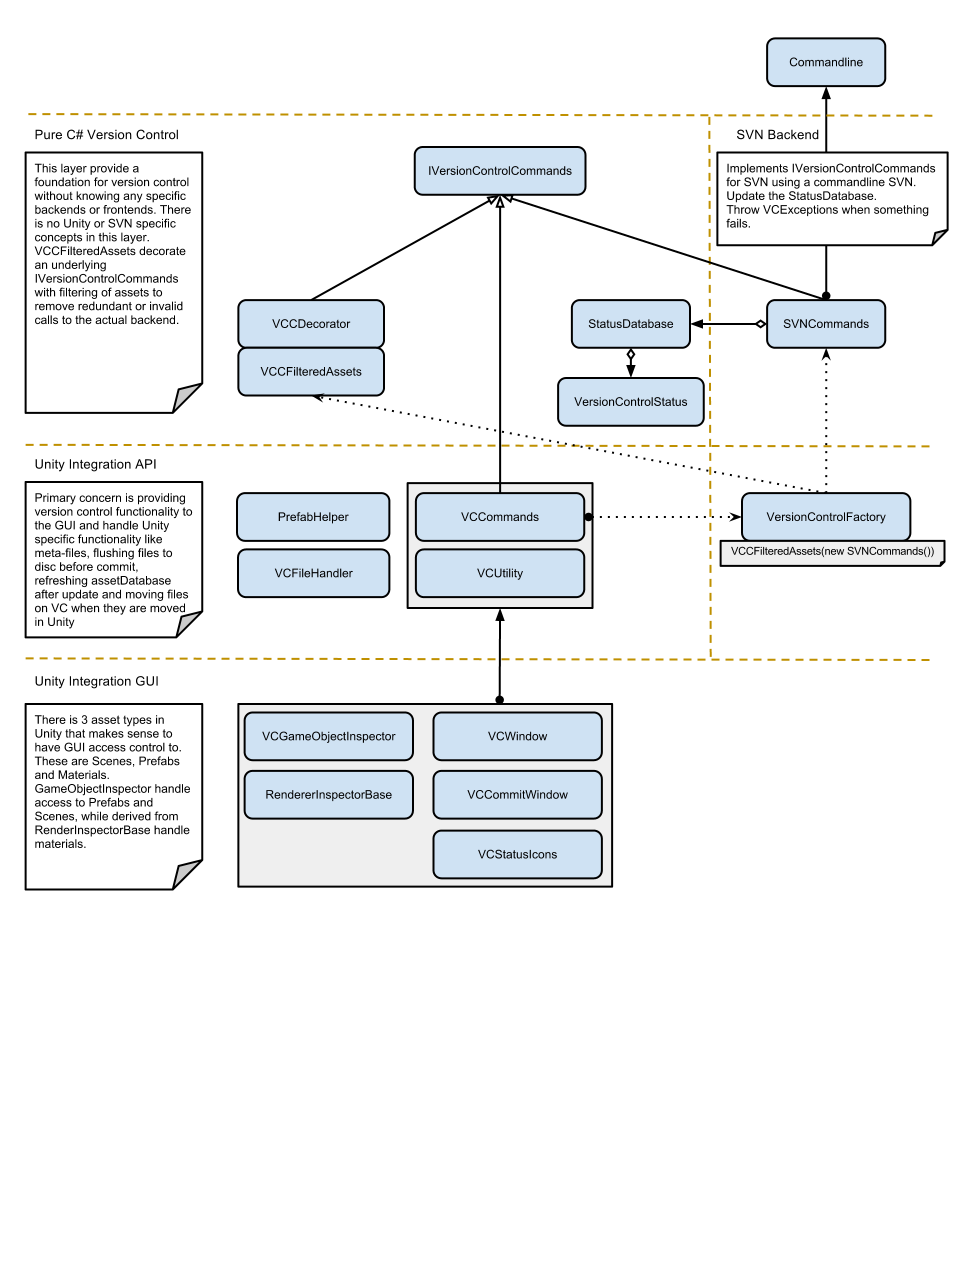 Commandline
Pure C# Version Control
SVN Backend
This layer provide a
foundation for version control
without knowing any specific
backends or frontends. There
is no Unity or SVN specific
concepts in this layer.
VCCFilteredAssets decorate
an underlying
IVersionControlCommands
with filtering of assets to
remove redundant or invalid
calls to the actual backend.
IVersionControlCommands
Implements IVersionControlCommands
for SVN using a commandline SVN.
Update the StatusDatabase.
Throw VCExceptions when something
fails.
VCCDecorator
VCCFilteredAssets
StatusDatabase
VersionControlStatus
SVNCommands
Unity Integration API
Primary concern is providing
version control functionality to
the GUI and handle Unity
specific functionality like
meta-files, flushing files to
disc before commit,
refreshing assetDatabase
after update and moving files
on VC when they are moved
in Unity
PrefabHelper
VCFileHandler
VCCommands
VCUtility
VersionControlFactory
VCCFilteredAssets(new SVNCommands())
Unity Integration GUI
There is 3 asset types in
Unity that makes sense to
have GUI access control to.
These are Scenes, Prefabs
and Materials.
GameObjectInspector handle
access to Prefabs and
Scenes, while derived from
RenderInspectorBase handle
materials.
VCGameObjectInspector
VCWindow
RendererInspectorBase
VCCommitWindow
VCStatusIcons